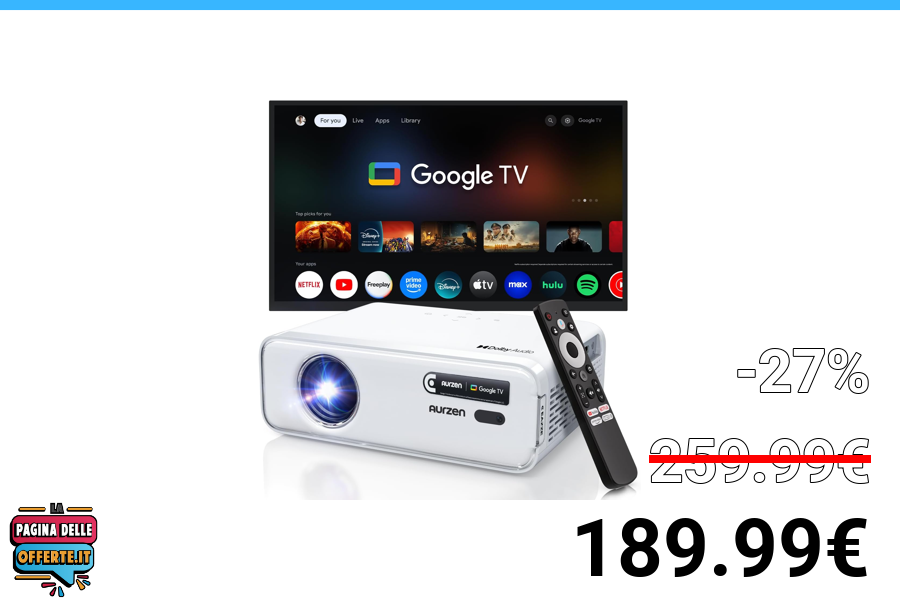 For you Live Apps Library Google TV
Google TV
Top picks for you
Disney+
Your apps
NETFLIX
Freeplay
prime video
Disney+
tv
max
hulu
Dolby Audio
AURZEN | Google TV
AURZEN
-27%
259.99€
189.99€
LA
PAGINA DELLE
OFFERTE.IT